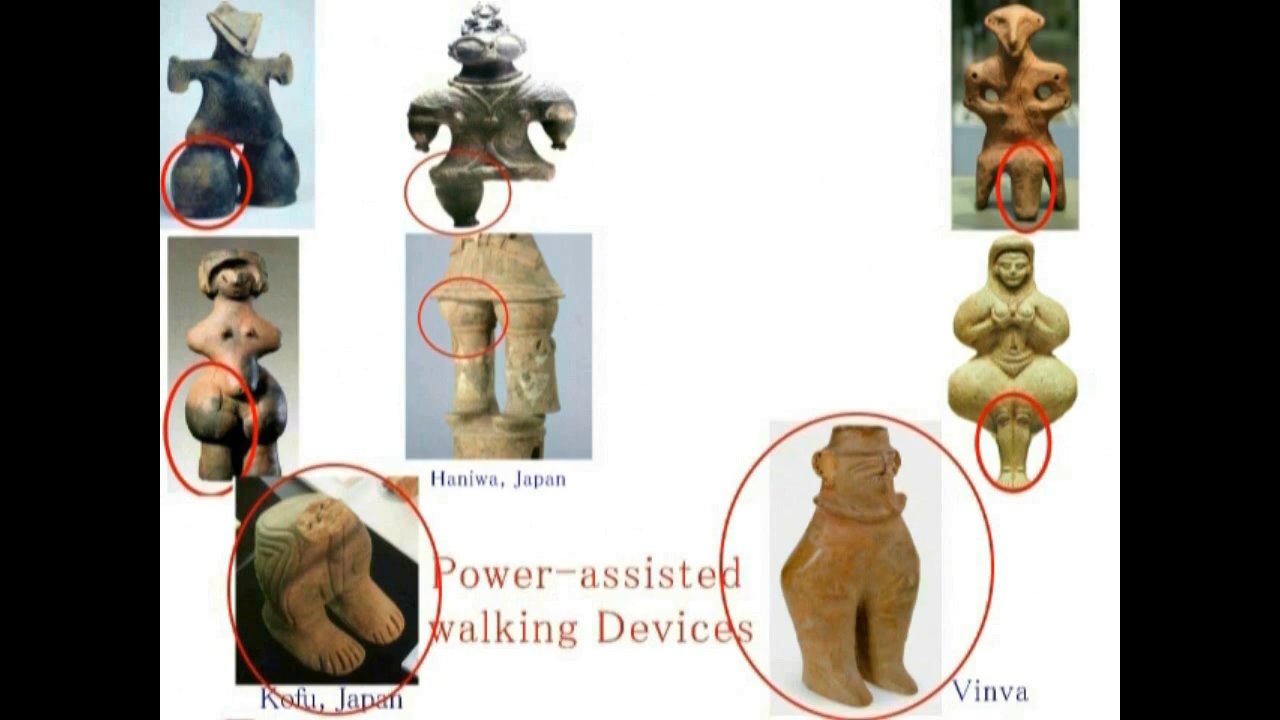 Haniwa, Japan
Power-assisted
walking Devices
Kofu, Japan
Vinva